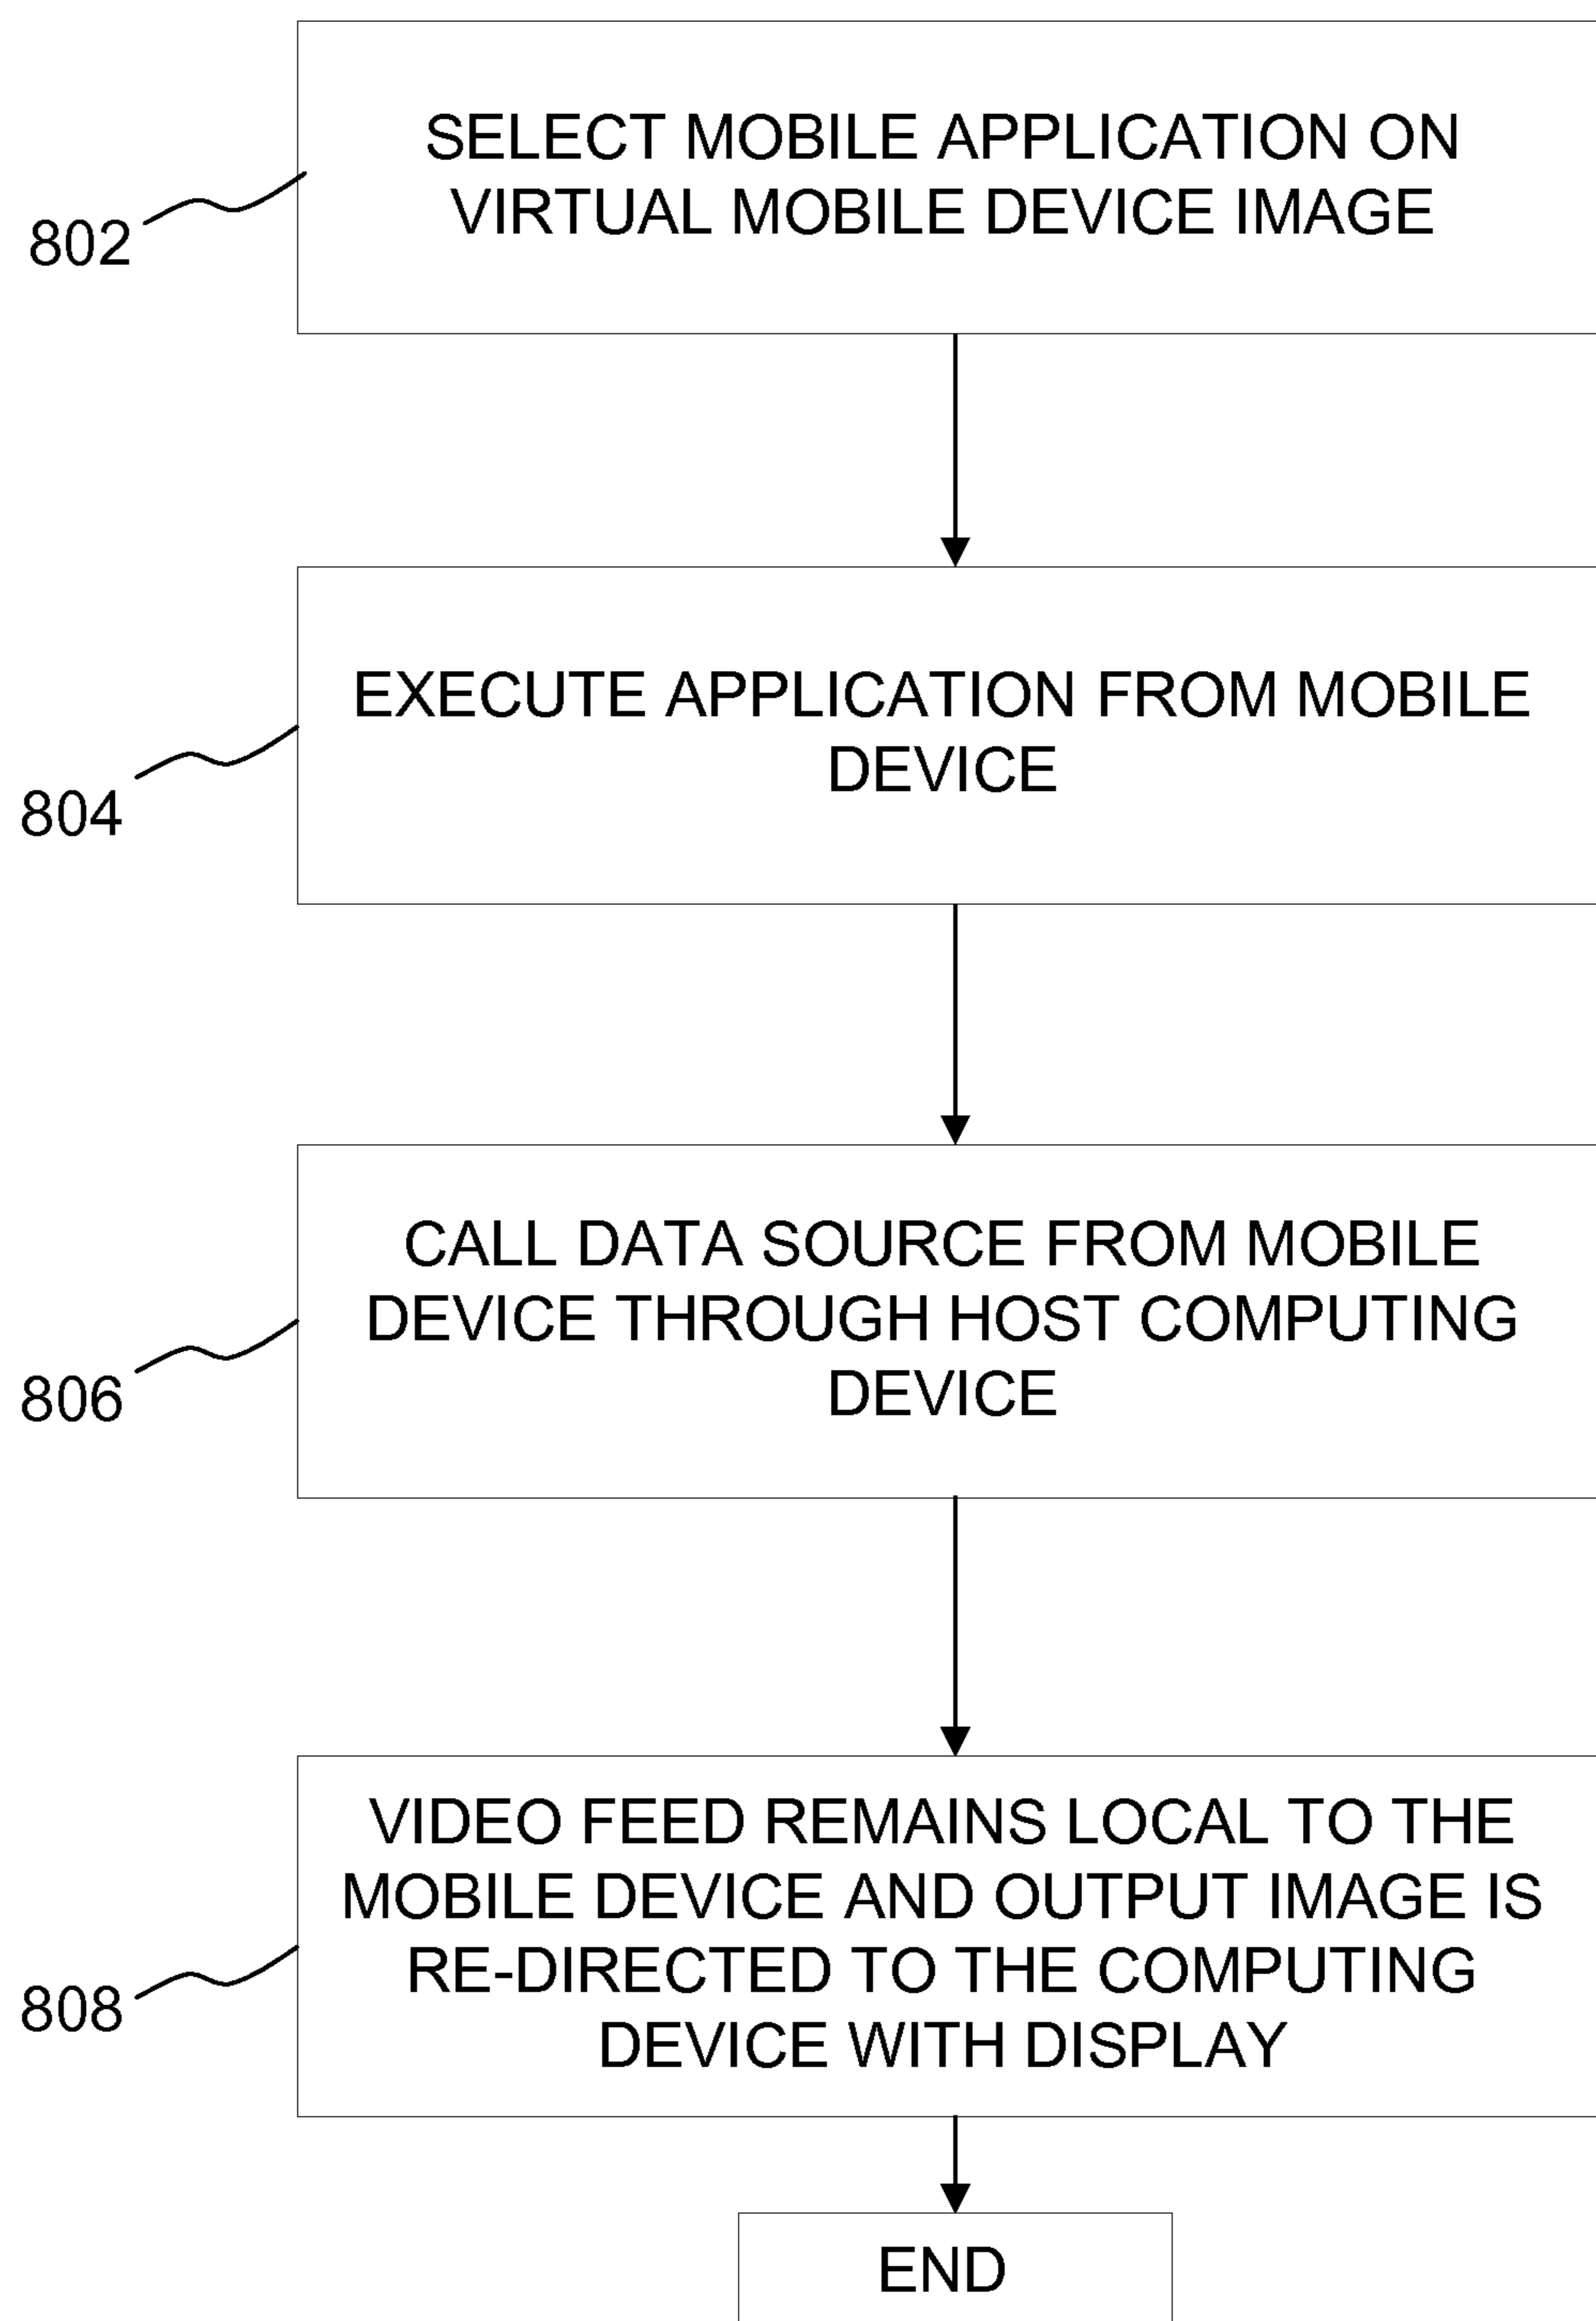 SELECT MOBILE APPLICATION ON
VIRTUAL MOBILE DEVICE IMAGE
802
EXECUTE APPLICATION FROM MOBILE
DEVICE
804
CALL DATA SOURCE FROM MOBILE
DEVICE THROUGH HOST COMPUTING
DEVICE
806
VIDEO FEED REMAINS LOCAL TO THE
MOBILE DEVICE AND OUTPUT IMAGE IS
RE-DIRECTED TO THE COMPUTING
DEVICE WITH DISPLAY
808
END